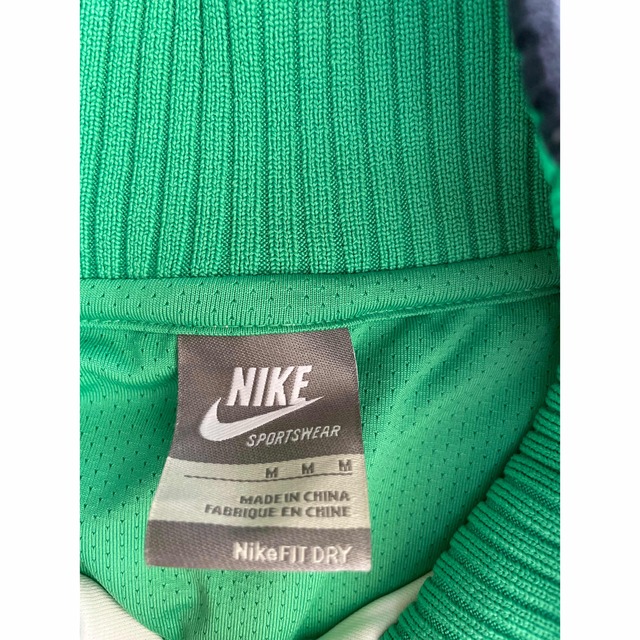 NIKE
SPORTSWEAR
M M M
MADE IN CHINA
FABRIQUE EN CHINE
NikeFIT DRY